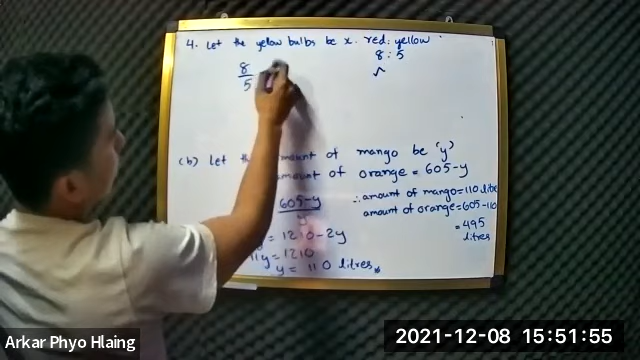 4. Let the yellow bulbs be x. red : yellow
8 : 5
8
5
(b) Let the amount of mango be 'y'
amount of orange = 605-y
605-y
y
= 1210-2y
11y = 1210
y = 110 litres
∴ amount of mango = 110 litre
amount of orange = 605-110
= 495
litres
Arkar Phyo Hlaing
2021-12-08 15:51:55